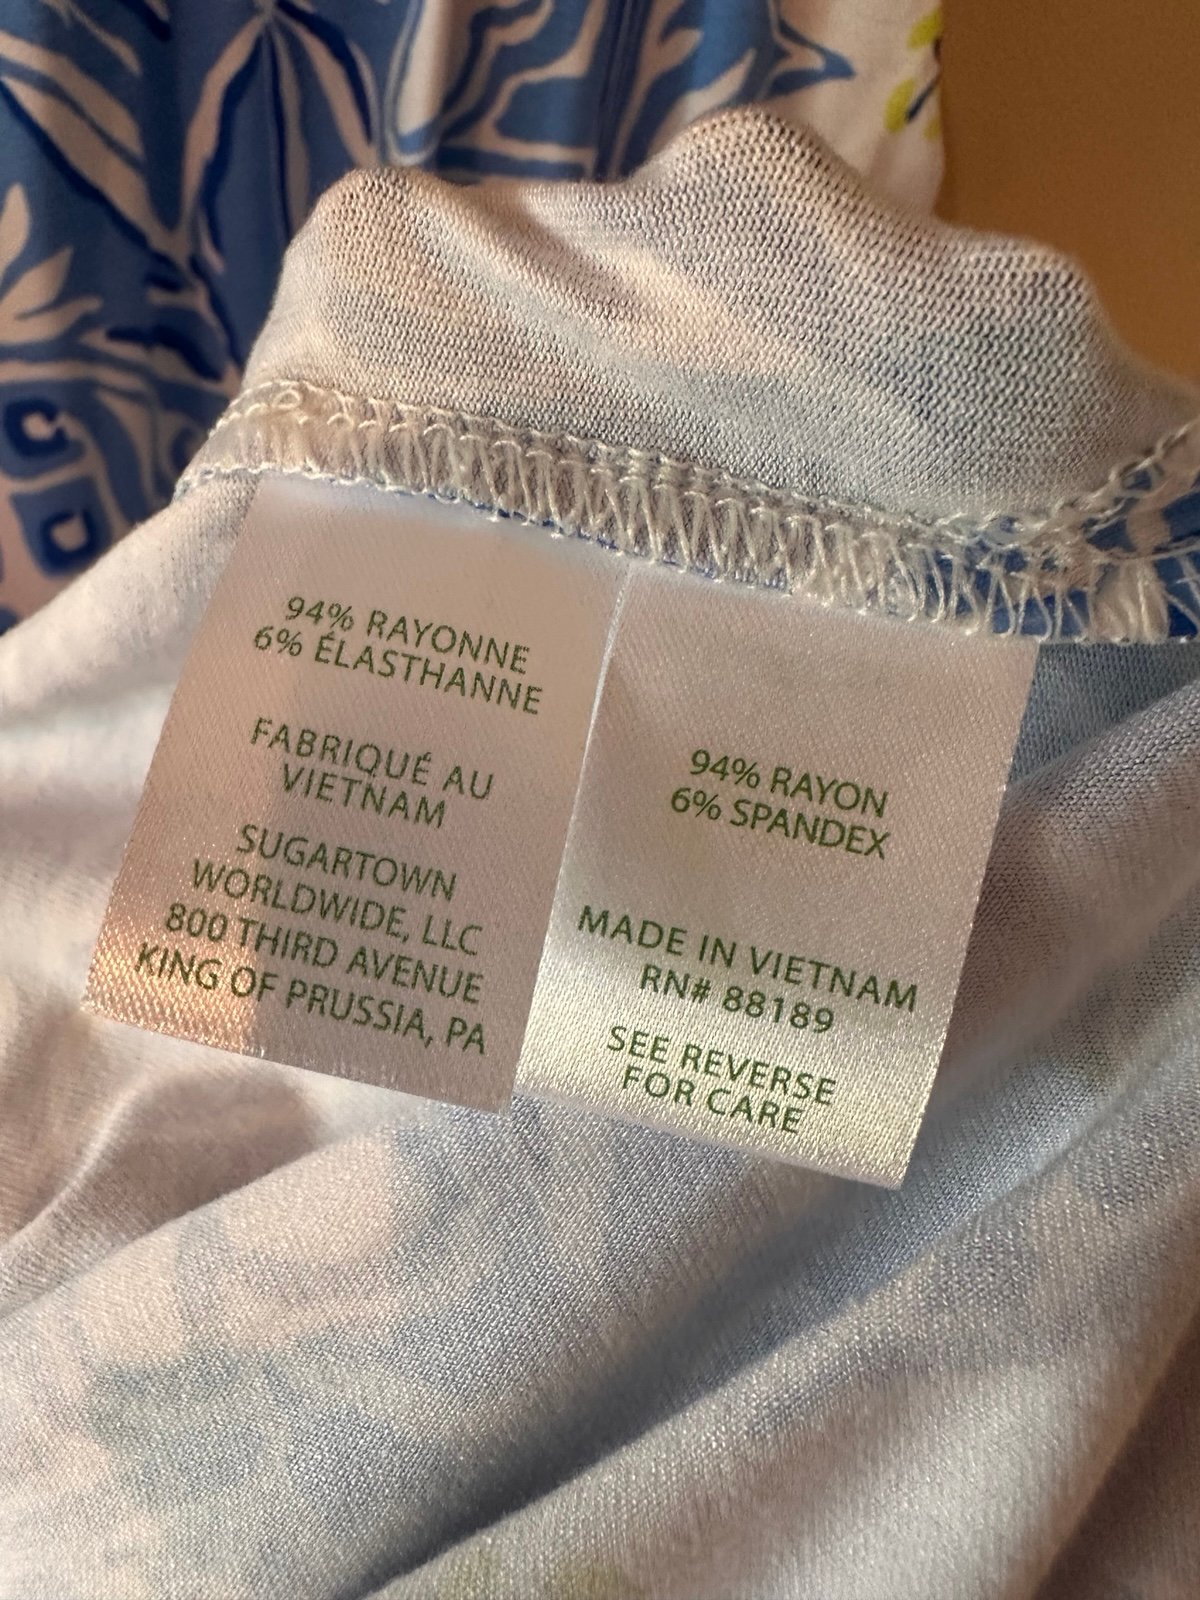 94% RAYONNE
6% ÉLASTHANNE
FABRIQUÉ AU
VIETNAM
SUGARTOWN
WORLDWIDE, LLC
800 THIRD AVENUE
KING OF PRUSSIA, PA
94% RAYON
6% SPANDEX
MADE IN VIETNAM
RN# 88189
SEE REVERSE
FOR CARE